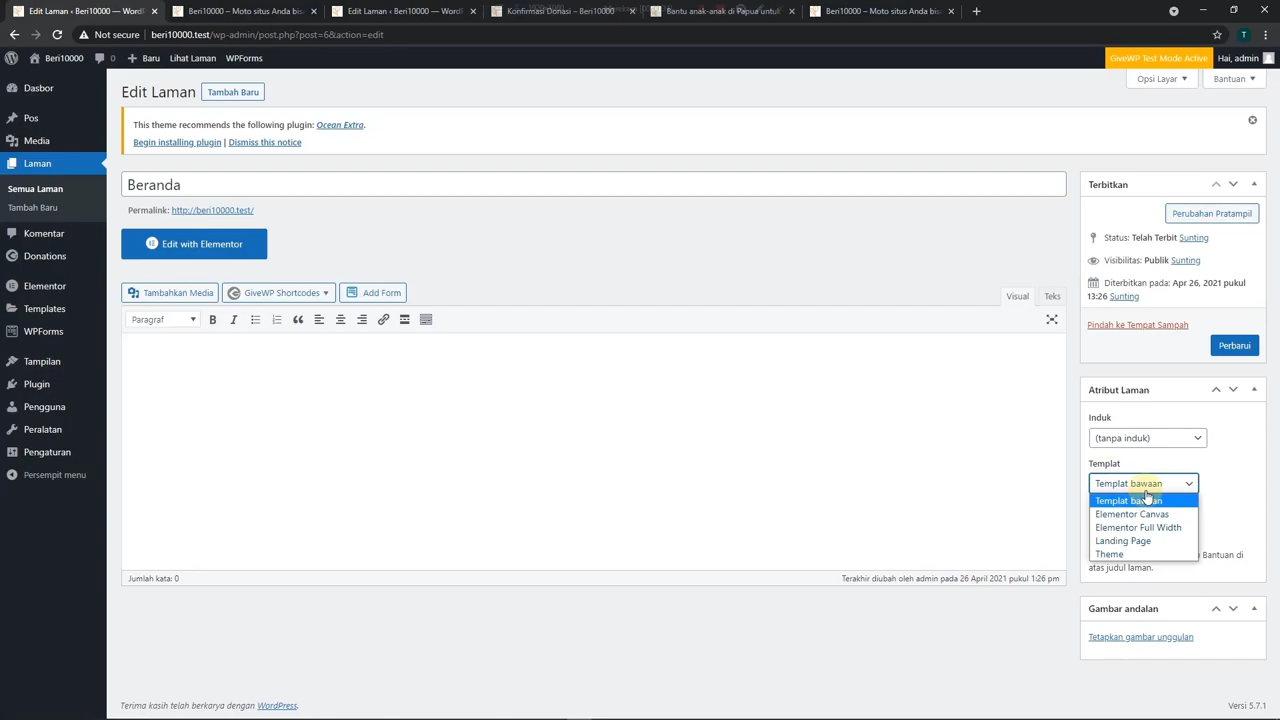 Edit Laman ‹ Beri10000 — WordP
Beri10000 – Moto situs Anda bisa
Edit Laman ‹ Beri10000 — WordP
Konfirmasi Donasi – Beri10000
Bantu anak-anak di Papua untuk
Beri10000 – Moto situs Anda bisa
Not secure | beri10000.test/wp-admin/post.php?post=6&action=edit
T
Beri10000
0
Baru
Lihat Laman
WPForms
GiveWP Test Mode Active
Hai, admin
Dasbor
Pos
Media
Laman
Semua Laman
Tambah Baru
Komentar
Donations
Elementor
Templates
WPForms
Tampilan
Plugin
Pengguna
Peralatan
Pengaturan
Persempit menu
Opsi Layar
Bantuan
Edit Laman
Tambah Baru
This theme recommends the following plugin: Ocean Extra.
Begin installing plugin | Dismiss this notice
Beranda
Permalink: http://beri10000.test/
Edit with Elementor
Tambahkan Media
GiveWP Shortcodes
Add Form
Visual
Teks
Paragraf
B I
Jumlah kata: 0
Terakhir diubah oleh admin pada 26 April 2021 pukul 1:26 pm
Terbitkan
Perubahan Pratampil
Status: Telah Terbit Sunting
Visibilitas: Publik Sunting
Diterbitkan pada: Apr 26, 2021 pukul
13:26 Sunting
Pindah ke Tempat Sampah
Perbarui
Atribut Laman
Induk
(tanpa induk)
Templat
Templat bawaan
Templat bawaan
Elementor Canvas
Elementor Full Width
Landing Page
Theme
Bantuan di
atas judul laman.
Gambar andalan
Tetapkan gambar unggulan
Terima kasih telah berkarya dengan WordPress.
Versi 5.7.1